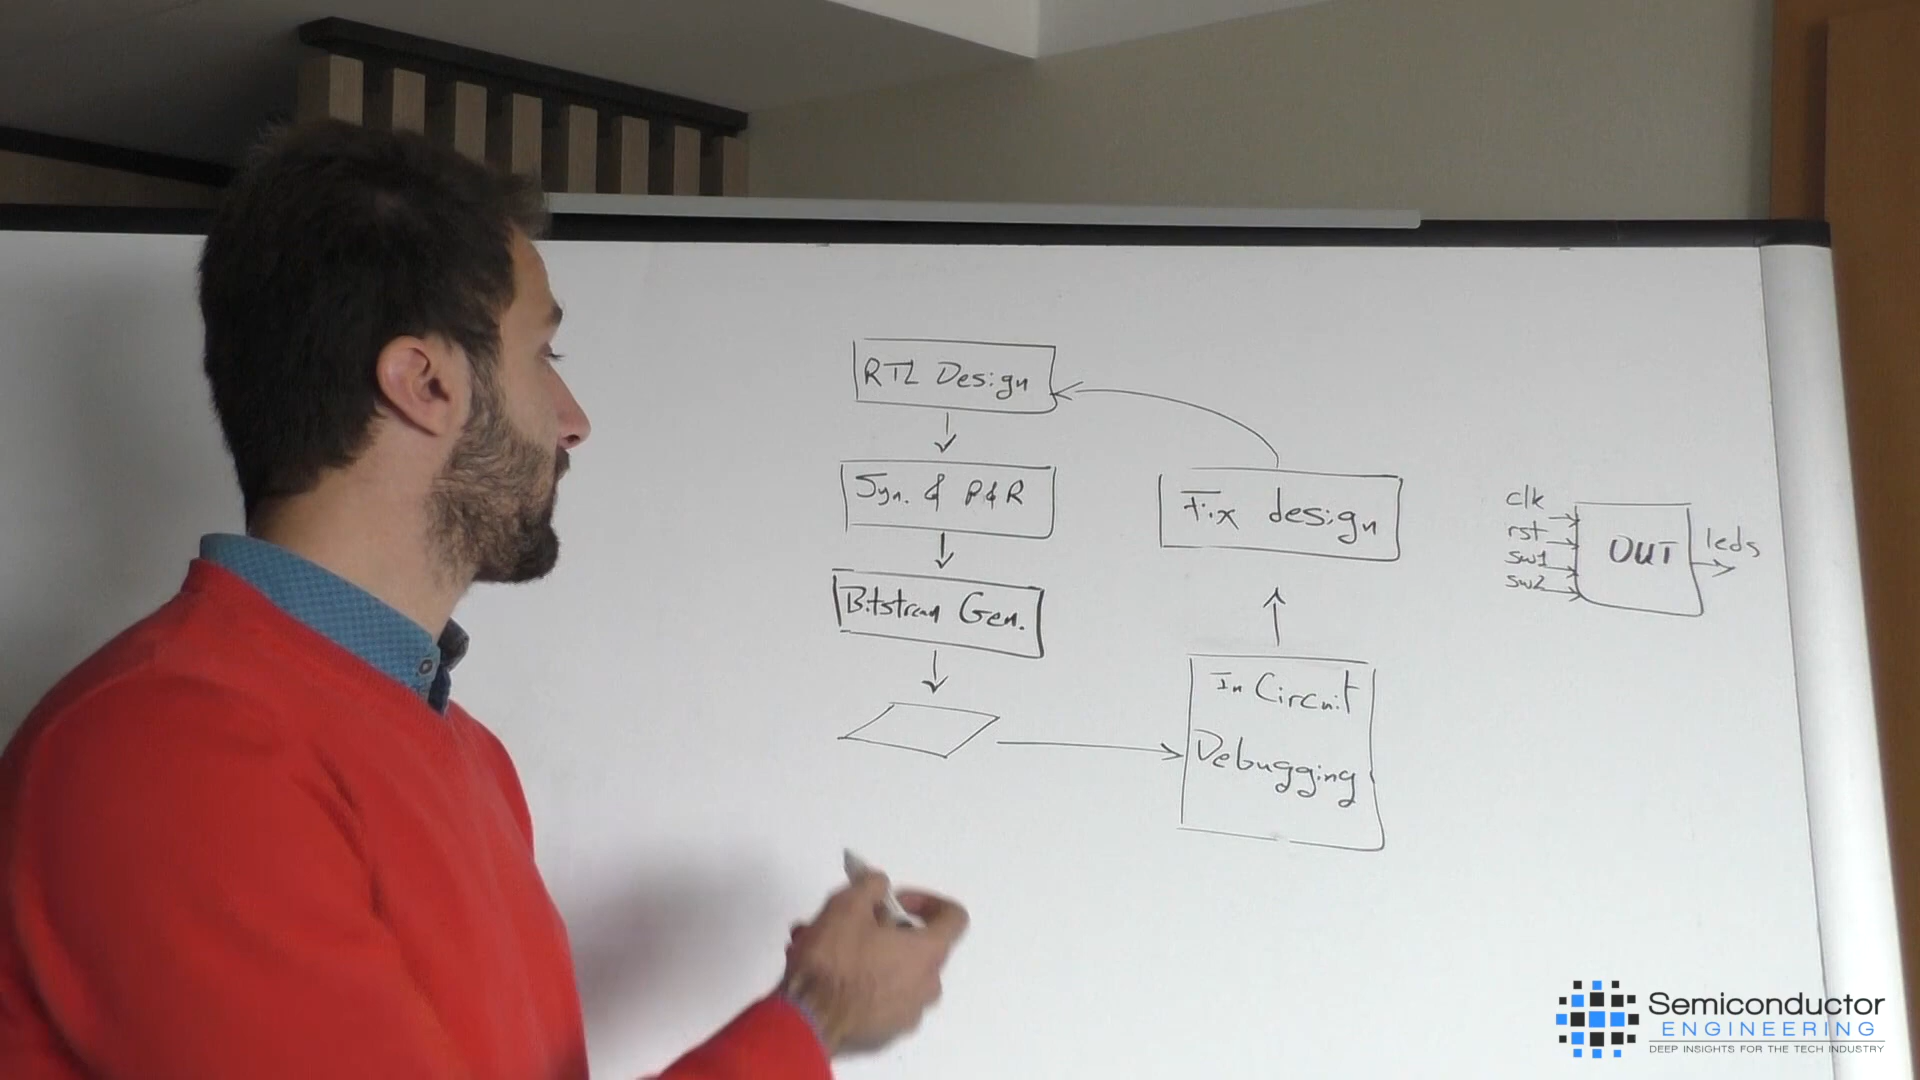 RTL Design
Syn. & P&R
Bitstream Gen.
Fix design
In Circuit
Debugging
clk
rst
sw1
sw2
DUT
leds
Semiconductor
ENGINEERING
DEEP INSIGHTS FOR THE TECH INDUSTRY